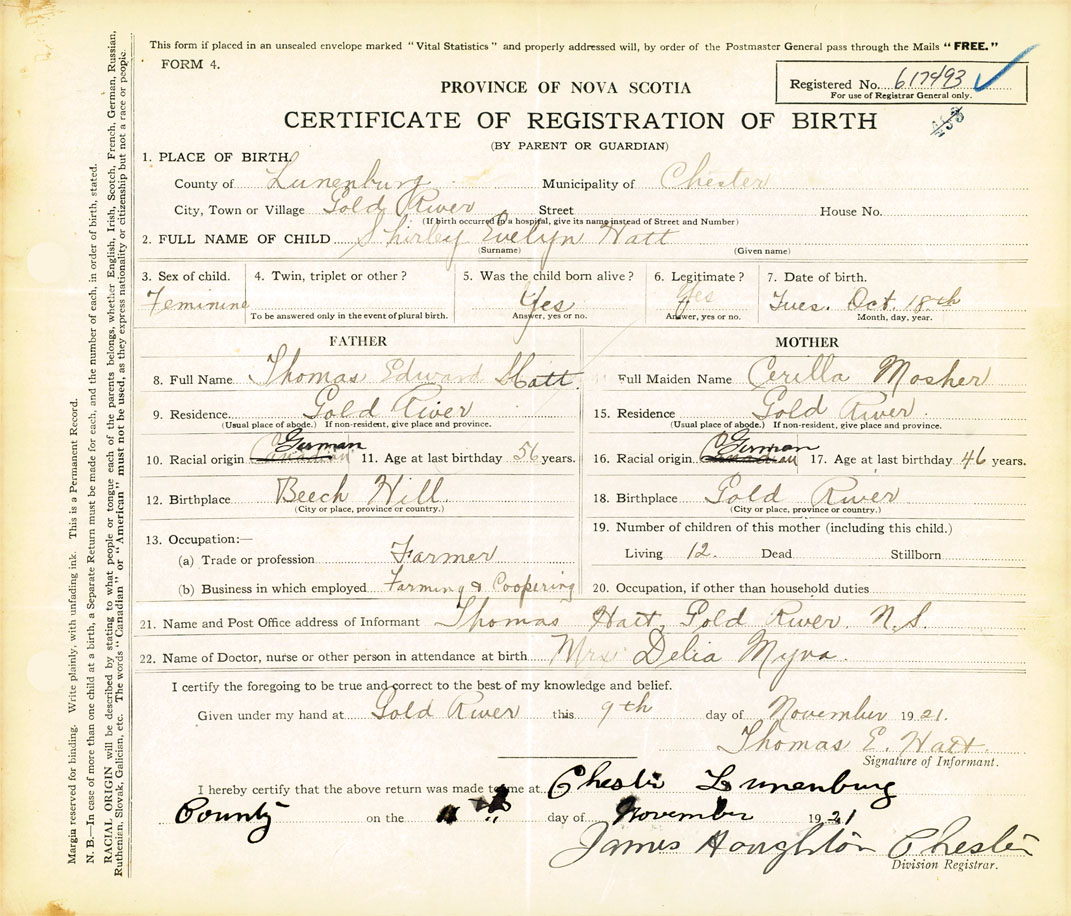 This form if placed in an unsealed envelope marked "Vital Statistics" and properly addressed will, by order of the Postmaster General pass through the Mails "FREE."
FORM 4.
Registered No. 617493
For use of Registrar General only.
PROVINCE OF NOVA SCOTIA
CERTIFICATE OF REGISTRATION OF BIRTH
(BY PARENT OR GUARDIAN)
1. PLACE OF BIRTH.
County of Lunenburg Municipality of Chester
City, Town or Village Gold River Street House No.
(If birth occurred in a hospital, give its name instead of Street and Number)
2. FULL NAME OF CHILD Shirley Evelyn Hatt
(Surname) (Given name)
3. Sex of child. 4. Twin, triplet or other? 5. Was the child born alive? 6. Legitimate? 7. Date of birth.
Feminine Yes Yes Tues. Oct. 18th
To be answered only in the event of plural birth. Answer, yes or no. Answer, yes or no. Month, day, year.
FATHER
8. Full Name Thomas Edward Hatt.
9. Residence Gold River
(Usual place of abode.) If non-resident, give place and province.
10. Racial origin German Canadian 11. Age at last birthday 56 years.
12. Birthplace Beech Hill
(City or place, province or country.)
13. Occupation:—
(a) Trade or profession Farmer
(b) Business in which employed Farming & Coopering
MOTHER
Full Maiden Name Cerilla Mosher
15. Residence Gold River.
(Usual place of abode.) If non-resident, give place and province.
16. Racial origin German Canadian 17. Age at last birthday 46 years.
18. Birthplace Gold River
(City or place, province or country.)
19. Number of children of this mother (including this child.)
Living 12. Dead Stillborn
20. Occupation, if other than household duties
21. Name and Post Office address of Informant Thomas Hatt, Gold River. N.S.
22. Name of Doctor, nurse or other person in attendance at birth Mrs Delia Myra.
I certify the foregoing to be true and correct to the best of my knowledge and belief.
Given under my hand at Gold River this 9th day of November 1921.
Thomas E. Hatt.
Signature of Informant.
I hereby certify that the above return was made to me at Chester Lunenburg
County on the day of November 1921
James Houghton Chester
Division Registrar.
Margin reserved for binding. Write plainly, with unfading ink. This is a Permanent Record.
N. B.—In case of more than one child at a birth, a Separate Return must be made for each, and the number of each, in order of birth, stated.
RACIAL ORIGIN will be described by stating to what people or tongue each of the parents belongs, whether English, Irish, Scotch, French, German, Russian,
Ruthenian, Slovak, Galician, etc. The words "Canadian" or "American" must not be used, as they express nationality or citizenship but not a race or people.